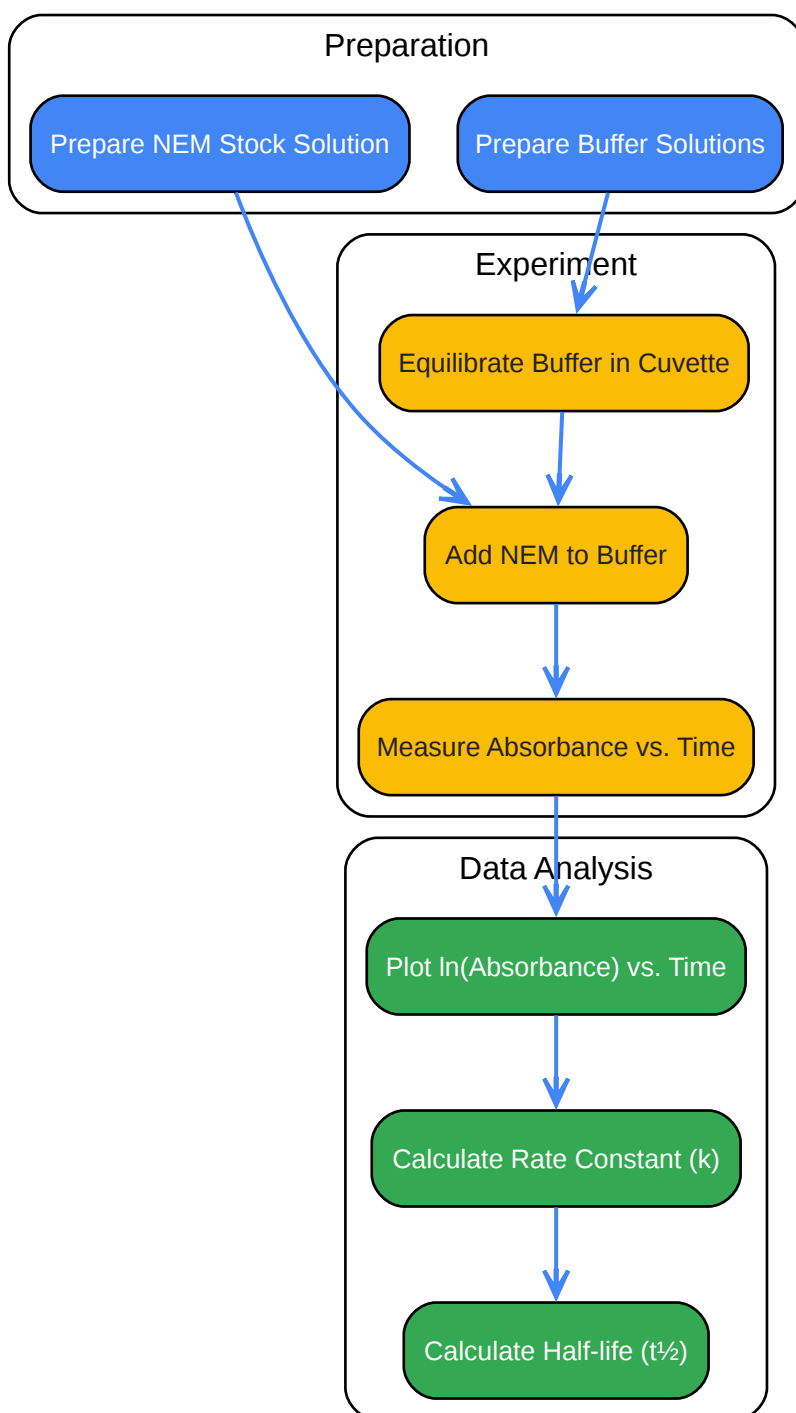 Preparation
Prepare NEM Stock Solution
Prepare Buffer Solutions
Experiment
Equilibrate Buffer in Cuvette
Add NEM to Buffer
Measure Absorbance vs. Time
Data Analysis
Plot ln(Absorbance) vs. Time
Calculate Rate Constant (k)
Calculate Half-life (t½)